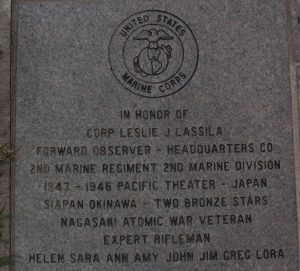 UNITED STATES
MARINE CORPS
IN HONOR OF
CORP LESLIE J LASSILA
FORWARD OBSERVER - HEADQUARTERS CO
2ND MARINE REGIMENT 2ND MARINE DIVISION
1943 - 1946 PACIFIC THEATER - JAPAN
SIAPAN OKINAWA - TWO BRONZE STARS
NAGASAKI ATOMIC WAR VETERAN
EXPERT RIFLEMAN
HELEN SARA ANN AMY JOHN JIM GREG LORA